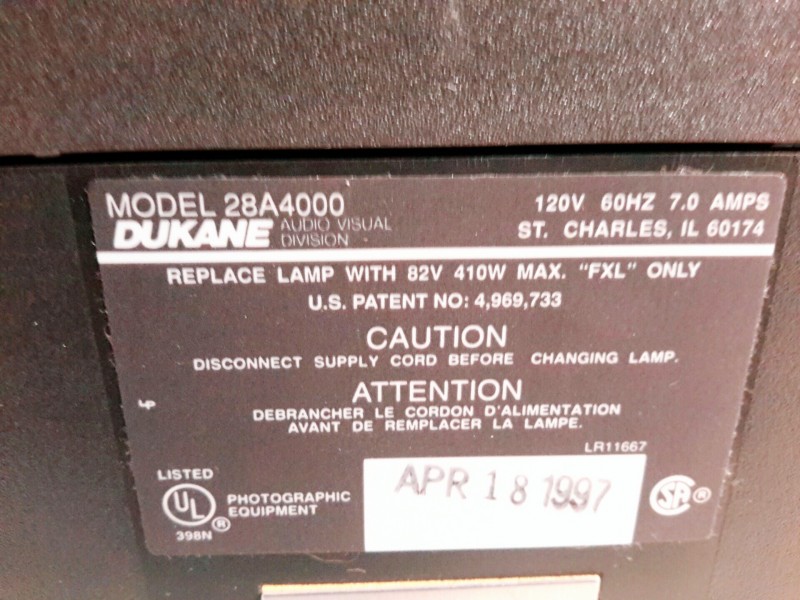 MODEL 28A4000 120V 60HZ 7.0 AMPS
DUKANE AUDIO VISUAL DIVISION ST. CHARLES, IL 60174
REPLACE LAMP WITH 82V 410W MAX. "FXL" ONLY
U.S. PATENT NO: 4,969,733
CAUTION
DISCONNECT SUPPLY CORD BEFORE CHANGING LAMP.
ATTENTION
DEBRANCHER LE CORDON D'ALIMENTATION
AVANT DE REMPLACER LA LAMPE.
LR11667
LISTED
UL ®
398N
PHOTOGRAPHIC
EQUIPMENT
APR 18 1997
SA ®